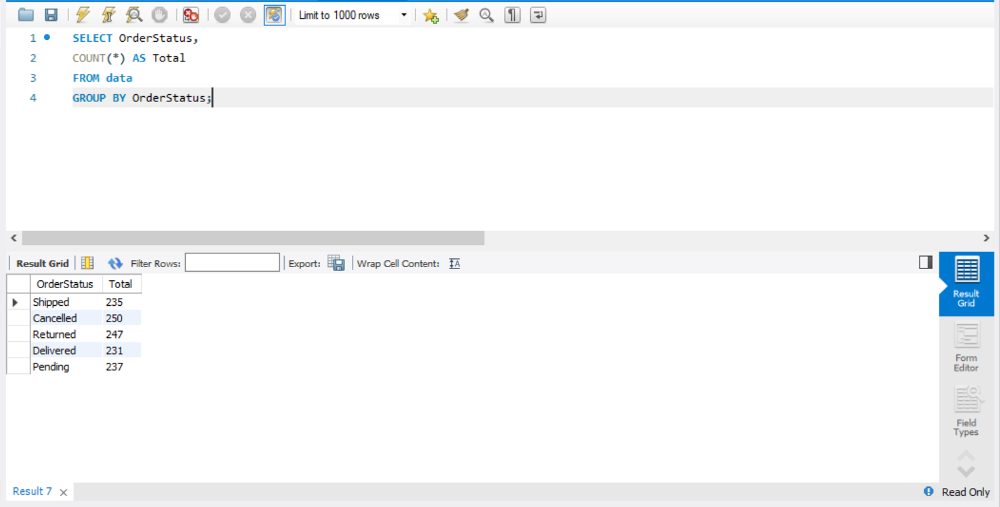 Limit to 1000 rows
1 SELECT OrderStatus,
2 COUNT(*) AS Total
3 FROM data
4 GROUP BY OrderStatus;
Result Grid Filter Rows: Export: Wrap Cell Content: IA
OrderStatus Total
Shipped 235
Cancelled 250
Returned 247
Delivered 231
Pending 237
Result
Grid
Form
Editor
Field
Types
Result 7
Read Only